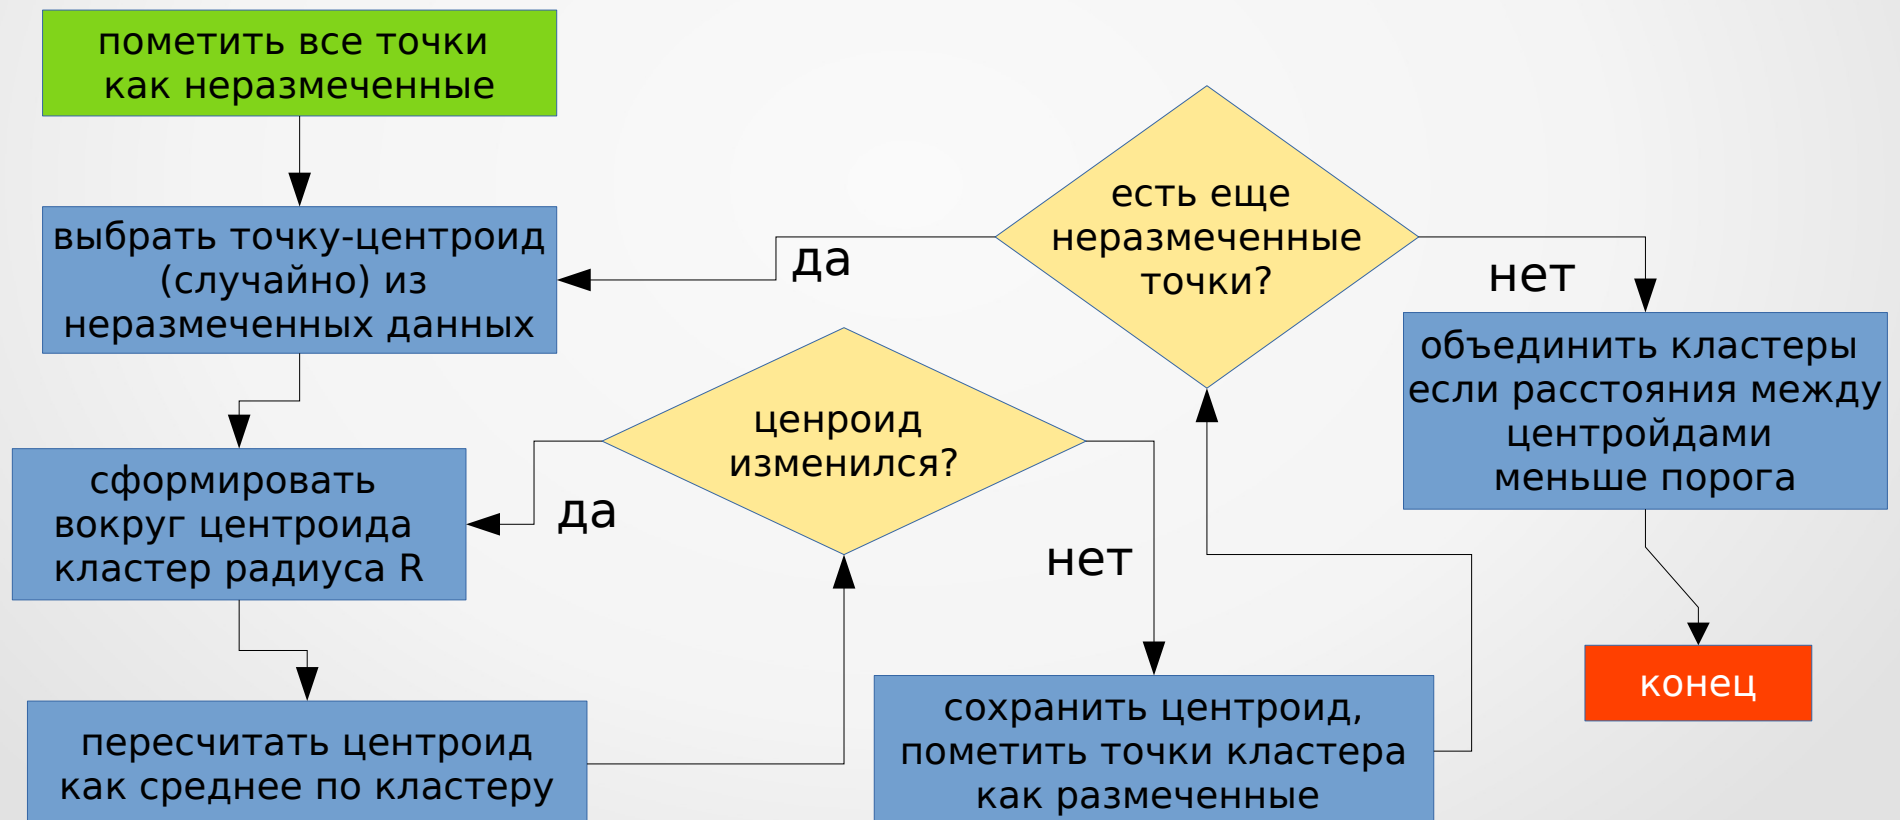 пометить все точки
как неразмеченные
выбрать точку-центроид
(случайно) из
неразмеченных данных
сформировать
вокруг центроида
кластер радиуса R
пересчитать центроид
как среднее по кластеру
ценроид
изменился?
да
нет
сохранить центроид,
пометить точки кластера
как размеченные
есть еще
неразмеченные
точки?
да
нет
объединить кластеры
если расстояния между
центройдами
меньше порога
конец